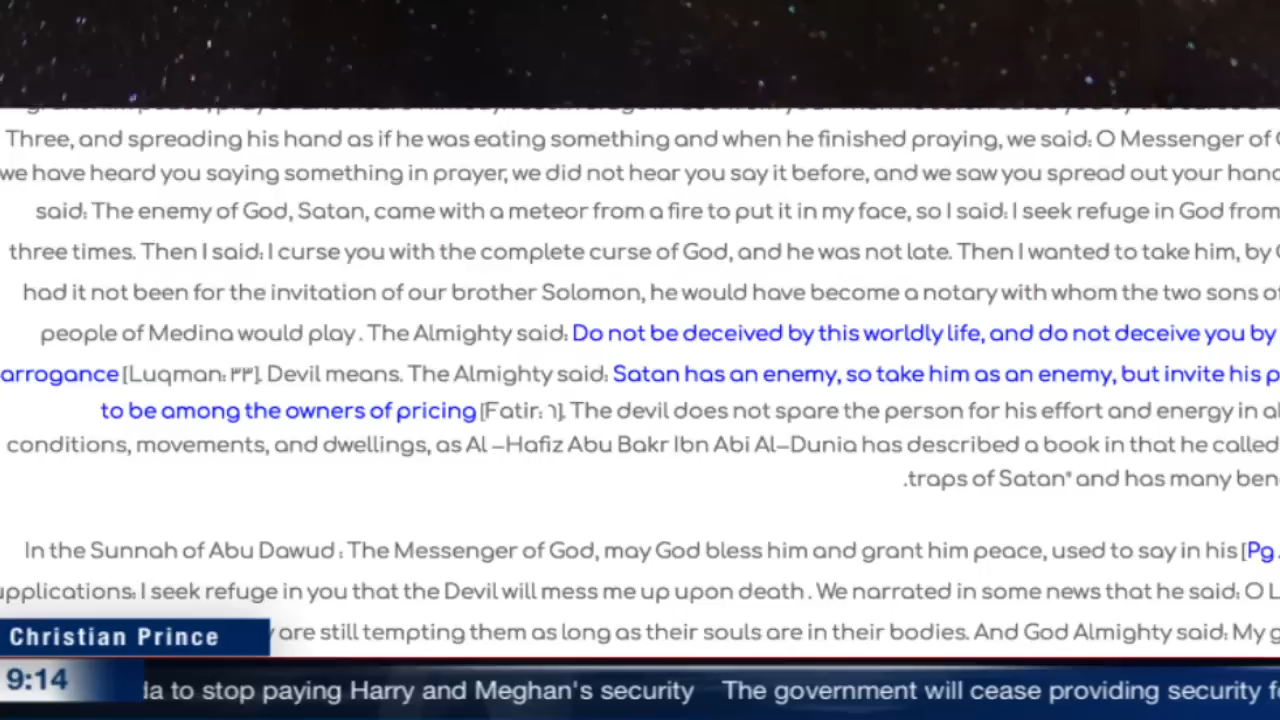 Three, and spreading his hand as if he was eating something and when he finished praying, we said: O Messenger of
we have heard you saying something in prayer, we did not hear you say it before, and we saw you spread out your hand
said: The enemy of God, Satan, came with a meteor from a fire to put it in my face, so I said: I seek refuge in God from
three times. Then I said: I curse you with the complete curse of God, and he was not late. Then I wanted to take him, by
had it not been for the invitation of our brother Solomon, he would have become a notary with whom the two sons of
people of Medina would play. The Almighty said: Do not be deceived by this worldly life, and do not deceive you by
arrogance [Luqman: ٣٣]. Devil means. The Almighty said: Satan has an enemy, so take him as an enemy, but invite his p
to be among the owners of pricing [Fatir: ٦]. The devil does not spare the person for his effort and energy in al
conditions, movements, and dwellings, as Al –Hafiz Abu Bakr Ibn Abi Al–Dunia has described a book in that he called
.traps of Satan" and has many ben
In the Sunnah of Abu Dawud : The Messenger of God, may God bless him and grant him peace, used to say in his [Pg.
upplications: I seek refuge in you that the Devil will mess me up upon death. We narrated in some news that he said: O L
are still tempting them as long as their souls are in their bodies. And God Almighty said: My g
Christian Prince
9:14
da to stop paying Harry and Meghan's security The government will cease providing security fo